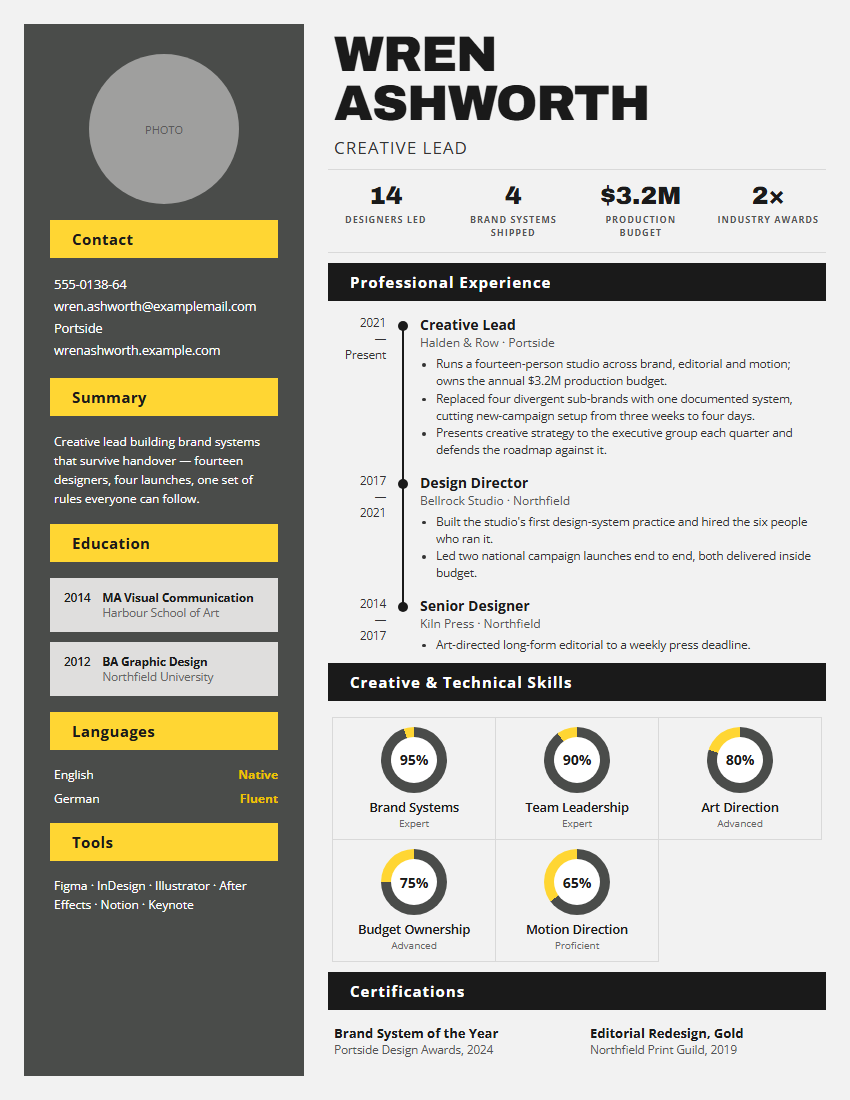 PHOTO
Contact
555-0138-64
wren.ashworth@examplemail.com
Portside
wrenashworth.example.com
Summary
Creative lead building brand systems
that survive handover — fourteen
designers, four launches, one set of
rules everyone can follow.
Education
2014 MA Visual Communication
Harbour School of Art
2012 BA Graphic Design
Northfield University
Languages
English Native
German Fluent
Tools
Figma · InDesign · Illustrator · After
Effects · Notion · Keynote
WREN
ASHWORTH
CREATIVE LEAD
14
DESIGNERS LED
4
BRAND SYSTEMS
SHIPPED
$3.2M
PRODUCTION
BUDGET
2×
INDUSTRY AWARDS
Professional Experience
2021
—
Present
Creative Lead
Halden & Row · Portside
• Runs a fourteen-person studio across brand, editorial and motion;
owns the annual $3.2M production budget.
• Replaced four divergent sub-brands with one documented system,
cutting new-campaign setup from three weeks to four days.
• Presents creative strategy to the executive group each quarter and
defends the roadmap against it.
2017
—
2021
Design Director
Bellrock Studio · Northfield
• Built the studio's first design-system practice and hired the six people
who ran it.
• Led two national campaign launches end to end, both delivered inside
budget.
2014
—
2017
Senior Designer
Kiln Press · Northfield
• Art-directed long-form editorial to a weekly press deadline.
Creative & Technical Skills
95%
Brand Systems
Expert
90%
Team Leadership
Expert
80%
Art Direction
Advanced
75%
Budget Ownership
Advanced
65%
Motion Direction
Proficient
Certifications
Brand System of the Year
Portside Design Awards, 2024
Editorial Redesign, Gold
Northfield Print Guild, 2019